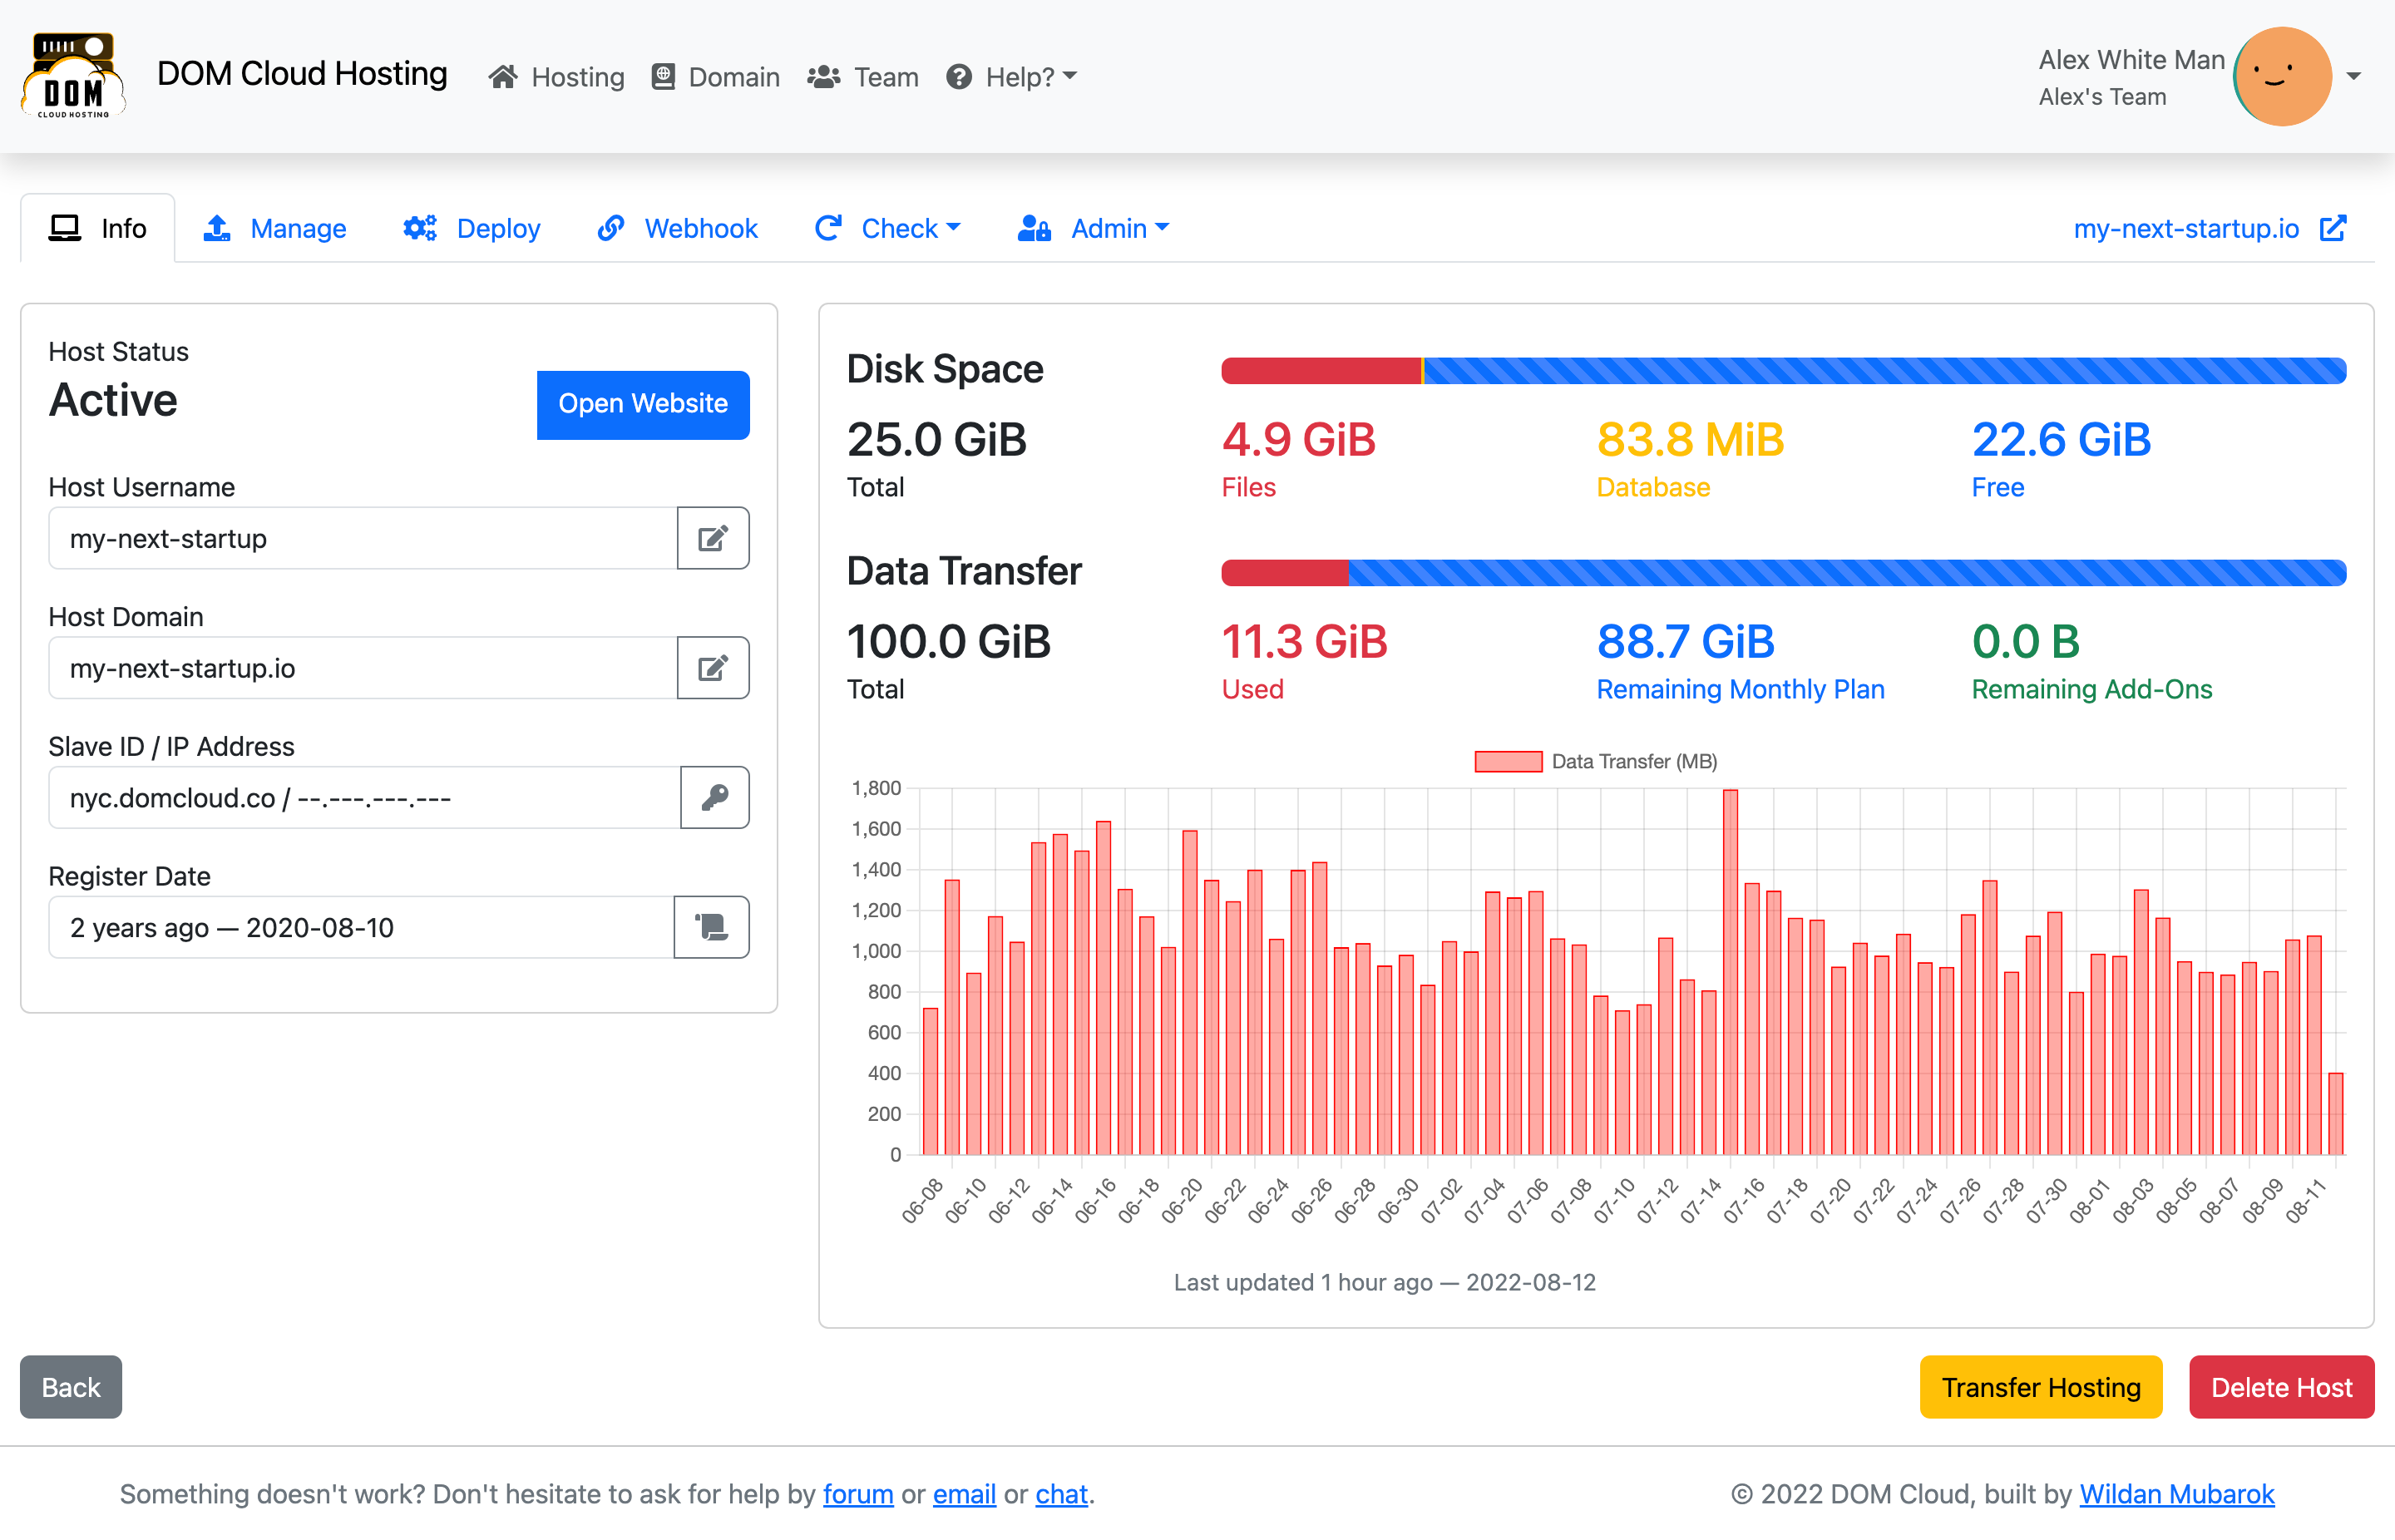 DOM
CLOUD HOSTING
DOM Cloud Hosting
Hosting
Domain
Team
Help?
Alex White Man
Alex's Team
Info
Manage
Deploy
Webhook
Check
Admin
my-next-startup.io
Host Status
Active
Open Website
Host Username
my-next-startup
Host Domain
my-next-startup.io
Slave ID / IP Address
nyc.domcloud.co / --.---.---.---
Register Date
2 years ago — 2020-08-10
Disk Space
25.0 GiB
Total
4.9 GiB
Files
83.8 MiB
Database
22.6 GiB
Free
Data Transfer
100.0 GiB
Total
11.3 GiB
Used
88.7 GiB
Remaining Monthly Plan
0.0 B
Remaining Add-Ons
Data Transfer (MB)
1,800
1,600
1,400
1,200
1,000
800
600
400
200
0
06-08
06-10
06-12
06-14
06-16
06-18
06-20
06-22
06-24
06-26
06-28
06-30
07-02
07-04
07-06
07-08
07-10
07-12
07-14
07-16
07-18
07-20
07-22
07-24
07-26
07-28
07-30
08-01
08-03
08-05
08-07
08-09
08-11
Last updated 1 hour ago — 2022-08-12
Back
Transfer Hosting
Delete Host
Something doesn't work? Don't hesitate to ask for help by forum or email or chat.
© 2022 DOM Cloud, built by Wildan Mubarok